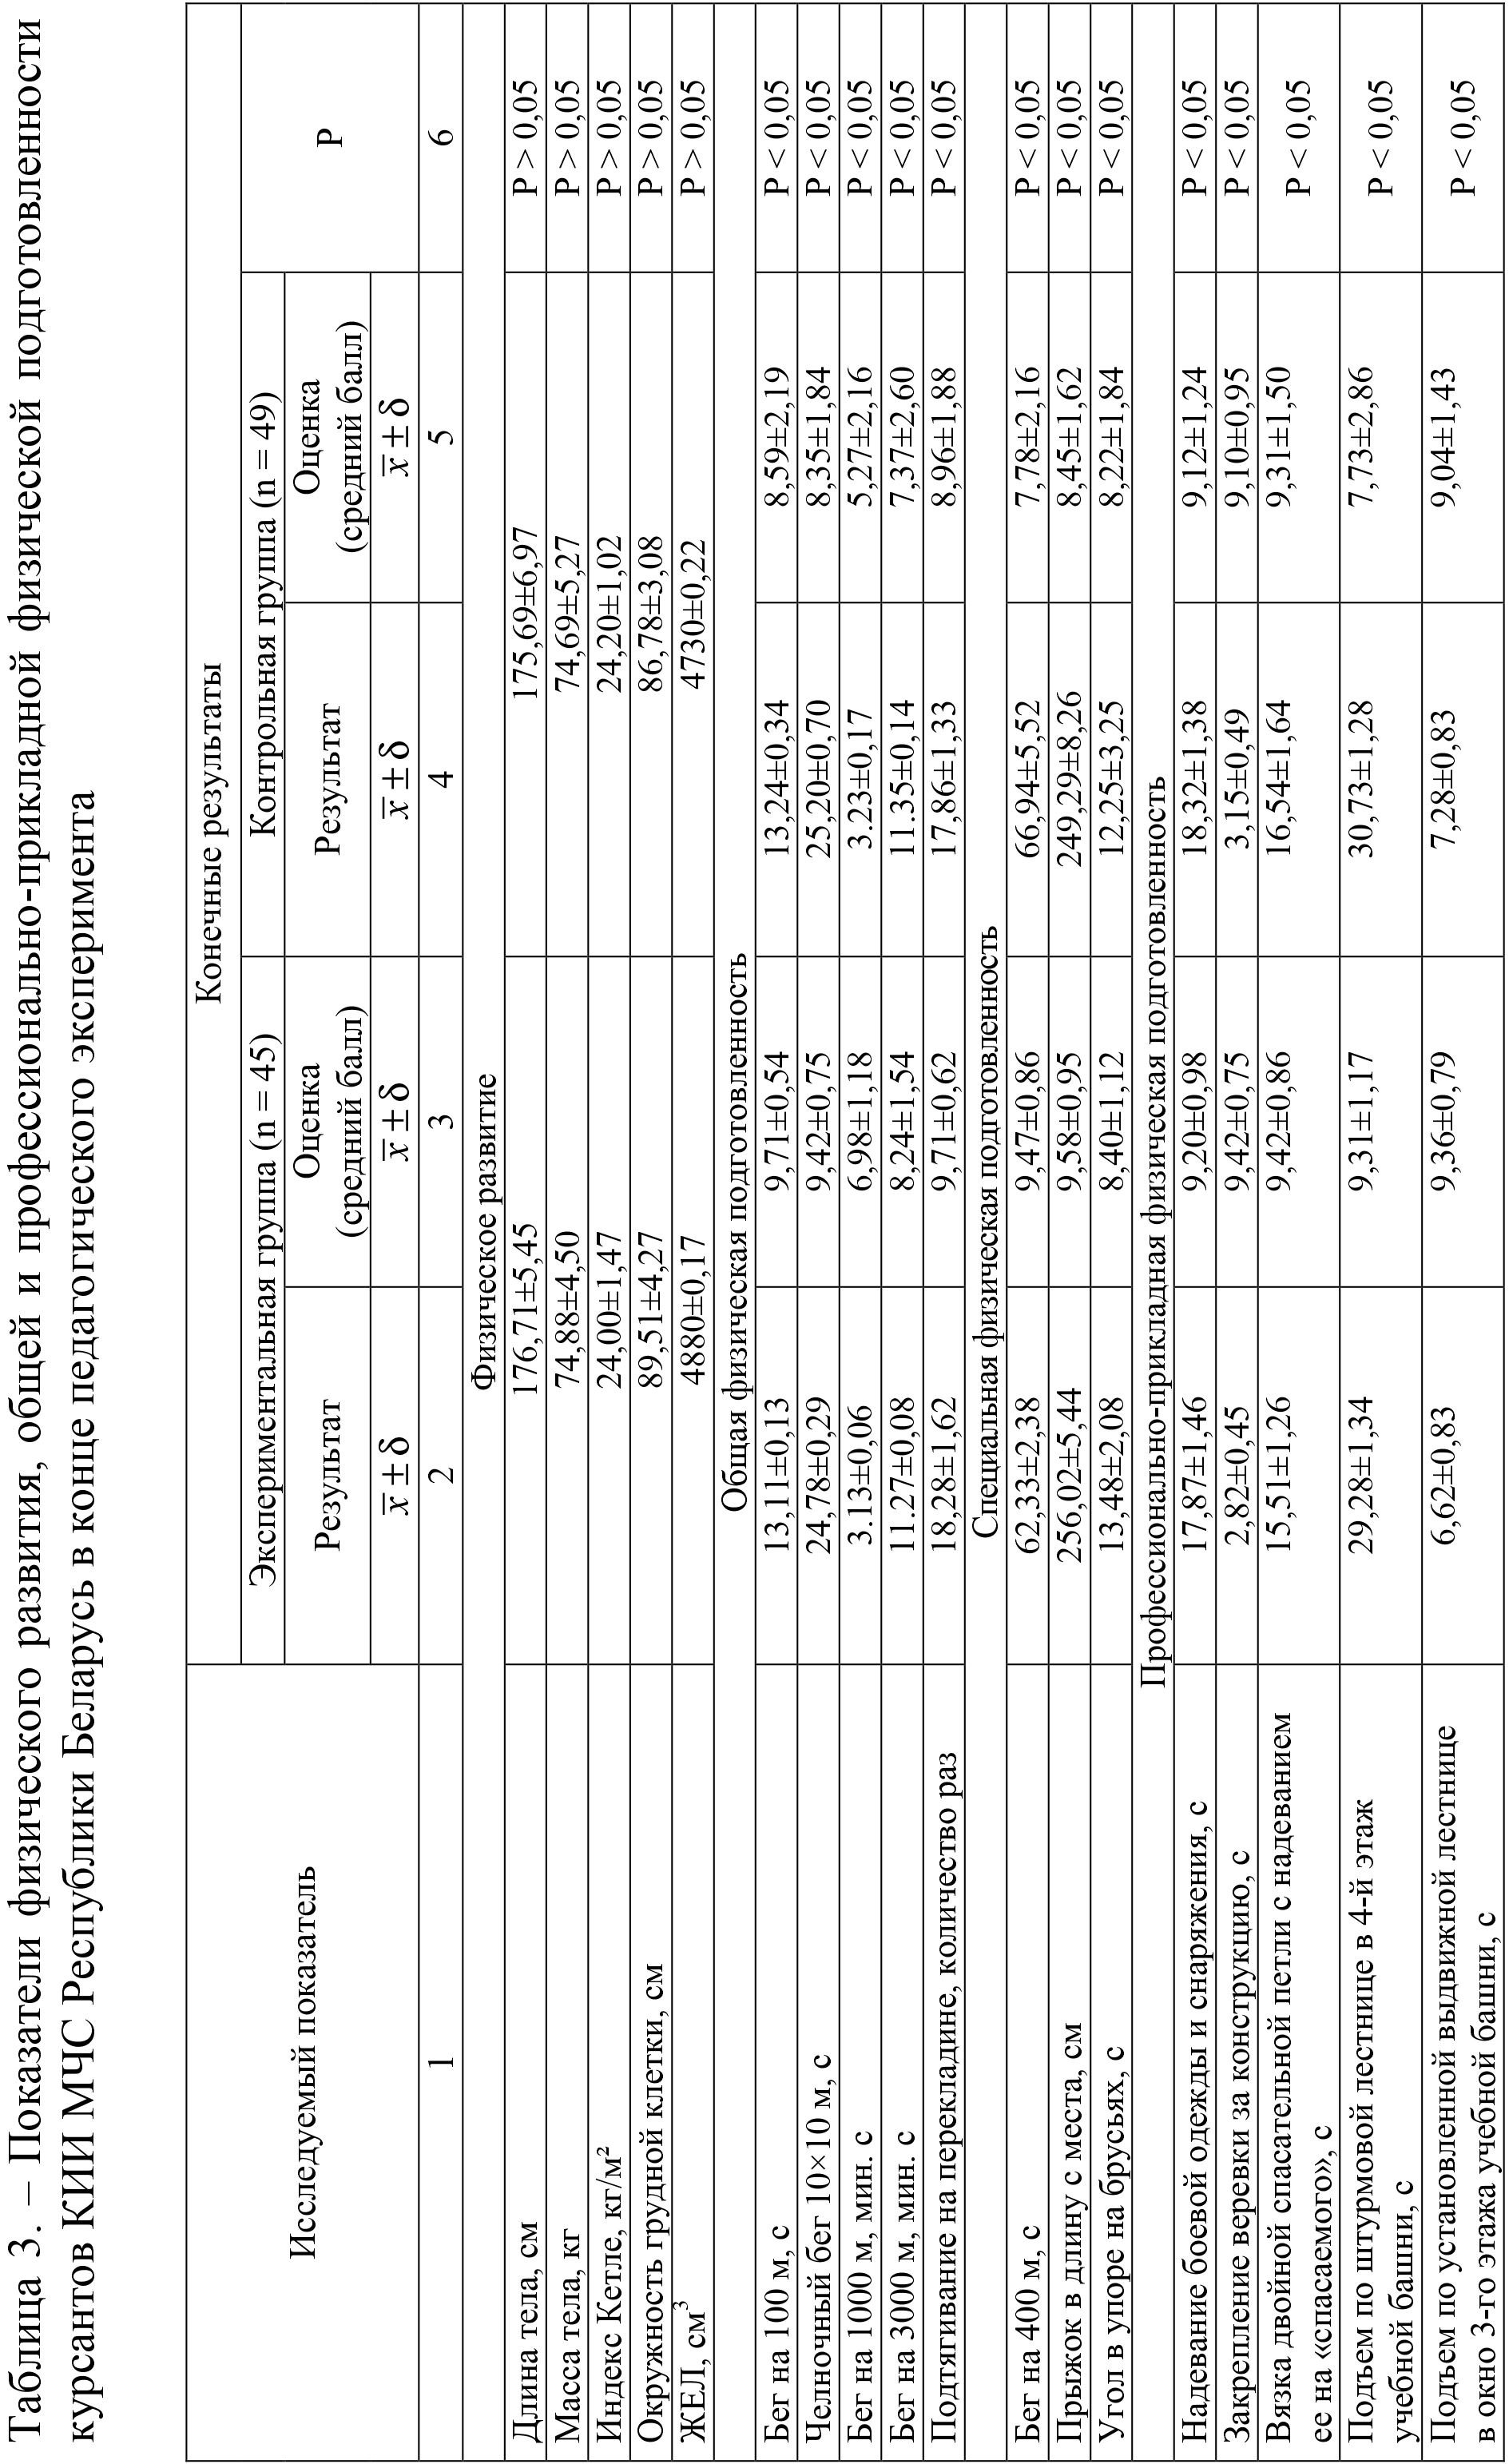 Таблица 3. – Показатели физического развития, общей и профессионально-прикладной физической подготовленности
курсантов КИИ МЧС Республики Беларусь в конце педагогического эксперимента
Исследуемый показатель
Конечные результаты
Экспериментальная группа (n = 45)
Контрольная группа (n = 49)
P
Результат
Оценка
(средний балл)
Результат
Оценка
(средний балл)
x̅ ± δ
x̅ ± δ
x̅ ± δ
x̅ ± δ
1 2 3 4 5 6
Физическое развитие
Длина тела, см 176,71±5,45 175,69±6,97 P > 0,05
Масса тела, кг 74,88±4,50 74,69±5,27 P > 0,05
Индекс Кетле, кг/м² 24,00±1,47 24,20±1,02 P > 0,05
Окружность грудной клетки, см 89,51±4,27 86,78±3,08 P > 0,05
ЖЕЛ, см³ 4880±0,17 4730±0,22 P > 0,05
Общая физическая подготовленность
Бег на 100 м, с 13,11±0,13 9,71±0,54 13,24±0,34 8,59±2,19 P < 0,05
Челночный бег 10×10 м, с 24,78±0,29 9,42±0,75 25,20±0,70 8,35±1,84 P < 0,05
Бег на 1000 м, мин. с 3.13±0,06 6,98±1,18 3.23±0,17 5,27±2,16 P < 0,05
Бег на 3000 м, мин. с 11.27±0,08 8,24±1,54 11.35±0,14 7,37±2,60 P < 0,05
Подтягивание на перекладине, количество раз 18,28±1,62 9,71±0,62 17,86±1,33 8,96±1,88 P < 0,05
Специальная физическая подготовленность
Бег на 400 м, с 62,33±2,38 9,47±0,86 66,94±5,52 7,78±2,16 P < 0,05
Прыжок в длину с места, см 256,02±5,44 9,58±0,95 249,29±8,26 8,45±1,62 P < 0,05
Угол в упоре на брусьях, с 13,48±2,08 8,40±1,12 12,25±3,25 8,22±1,84 P < 0,05
Профессионально-прикладная физическая подготовленность
Надевание боевой одежды и снаряжения, с 17,87±1,46 9,20±0,98 18,32±1,38 9,12±1,24 P < 0,05
Закрепление веревки за конструкцию, с 2,82±0,45 9,42±0,75 3,15±0,49 9,10±0,95 P < 0,05
Вязка двойной спасательной петли с надеванием
ее на «спасаемого», с 15,51±1,26 9,42±0,86 16,54±1,64 9,31±1,50 P < 0,05
Подъем по штурмовой лестнице в 4-й этаж
учебной башни, с 29,28±1,34 9,31±1,17 30,73±1,28 7,73±2,86 P < 0,05
Подъем по установленной выдвижной лестнице
в окно 3-го этажа учебной башни, с 6,62±0,83 9,36±0,79 7,28±0,83 9,04±1,43 P < 0,05